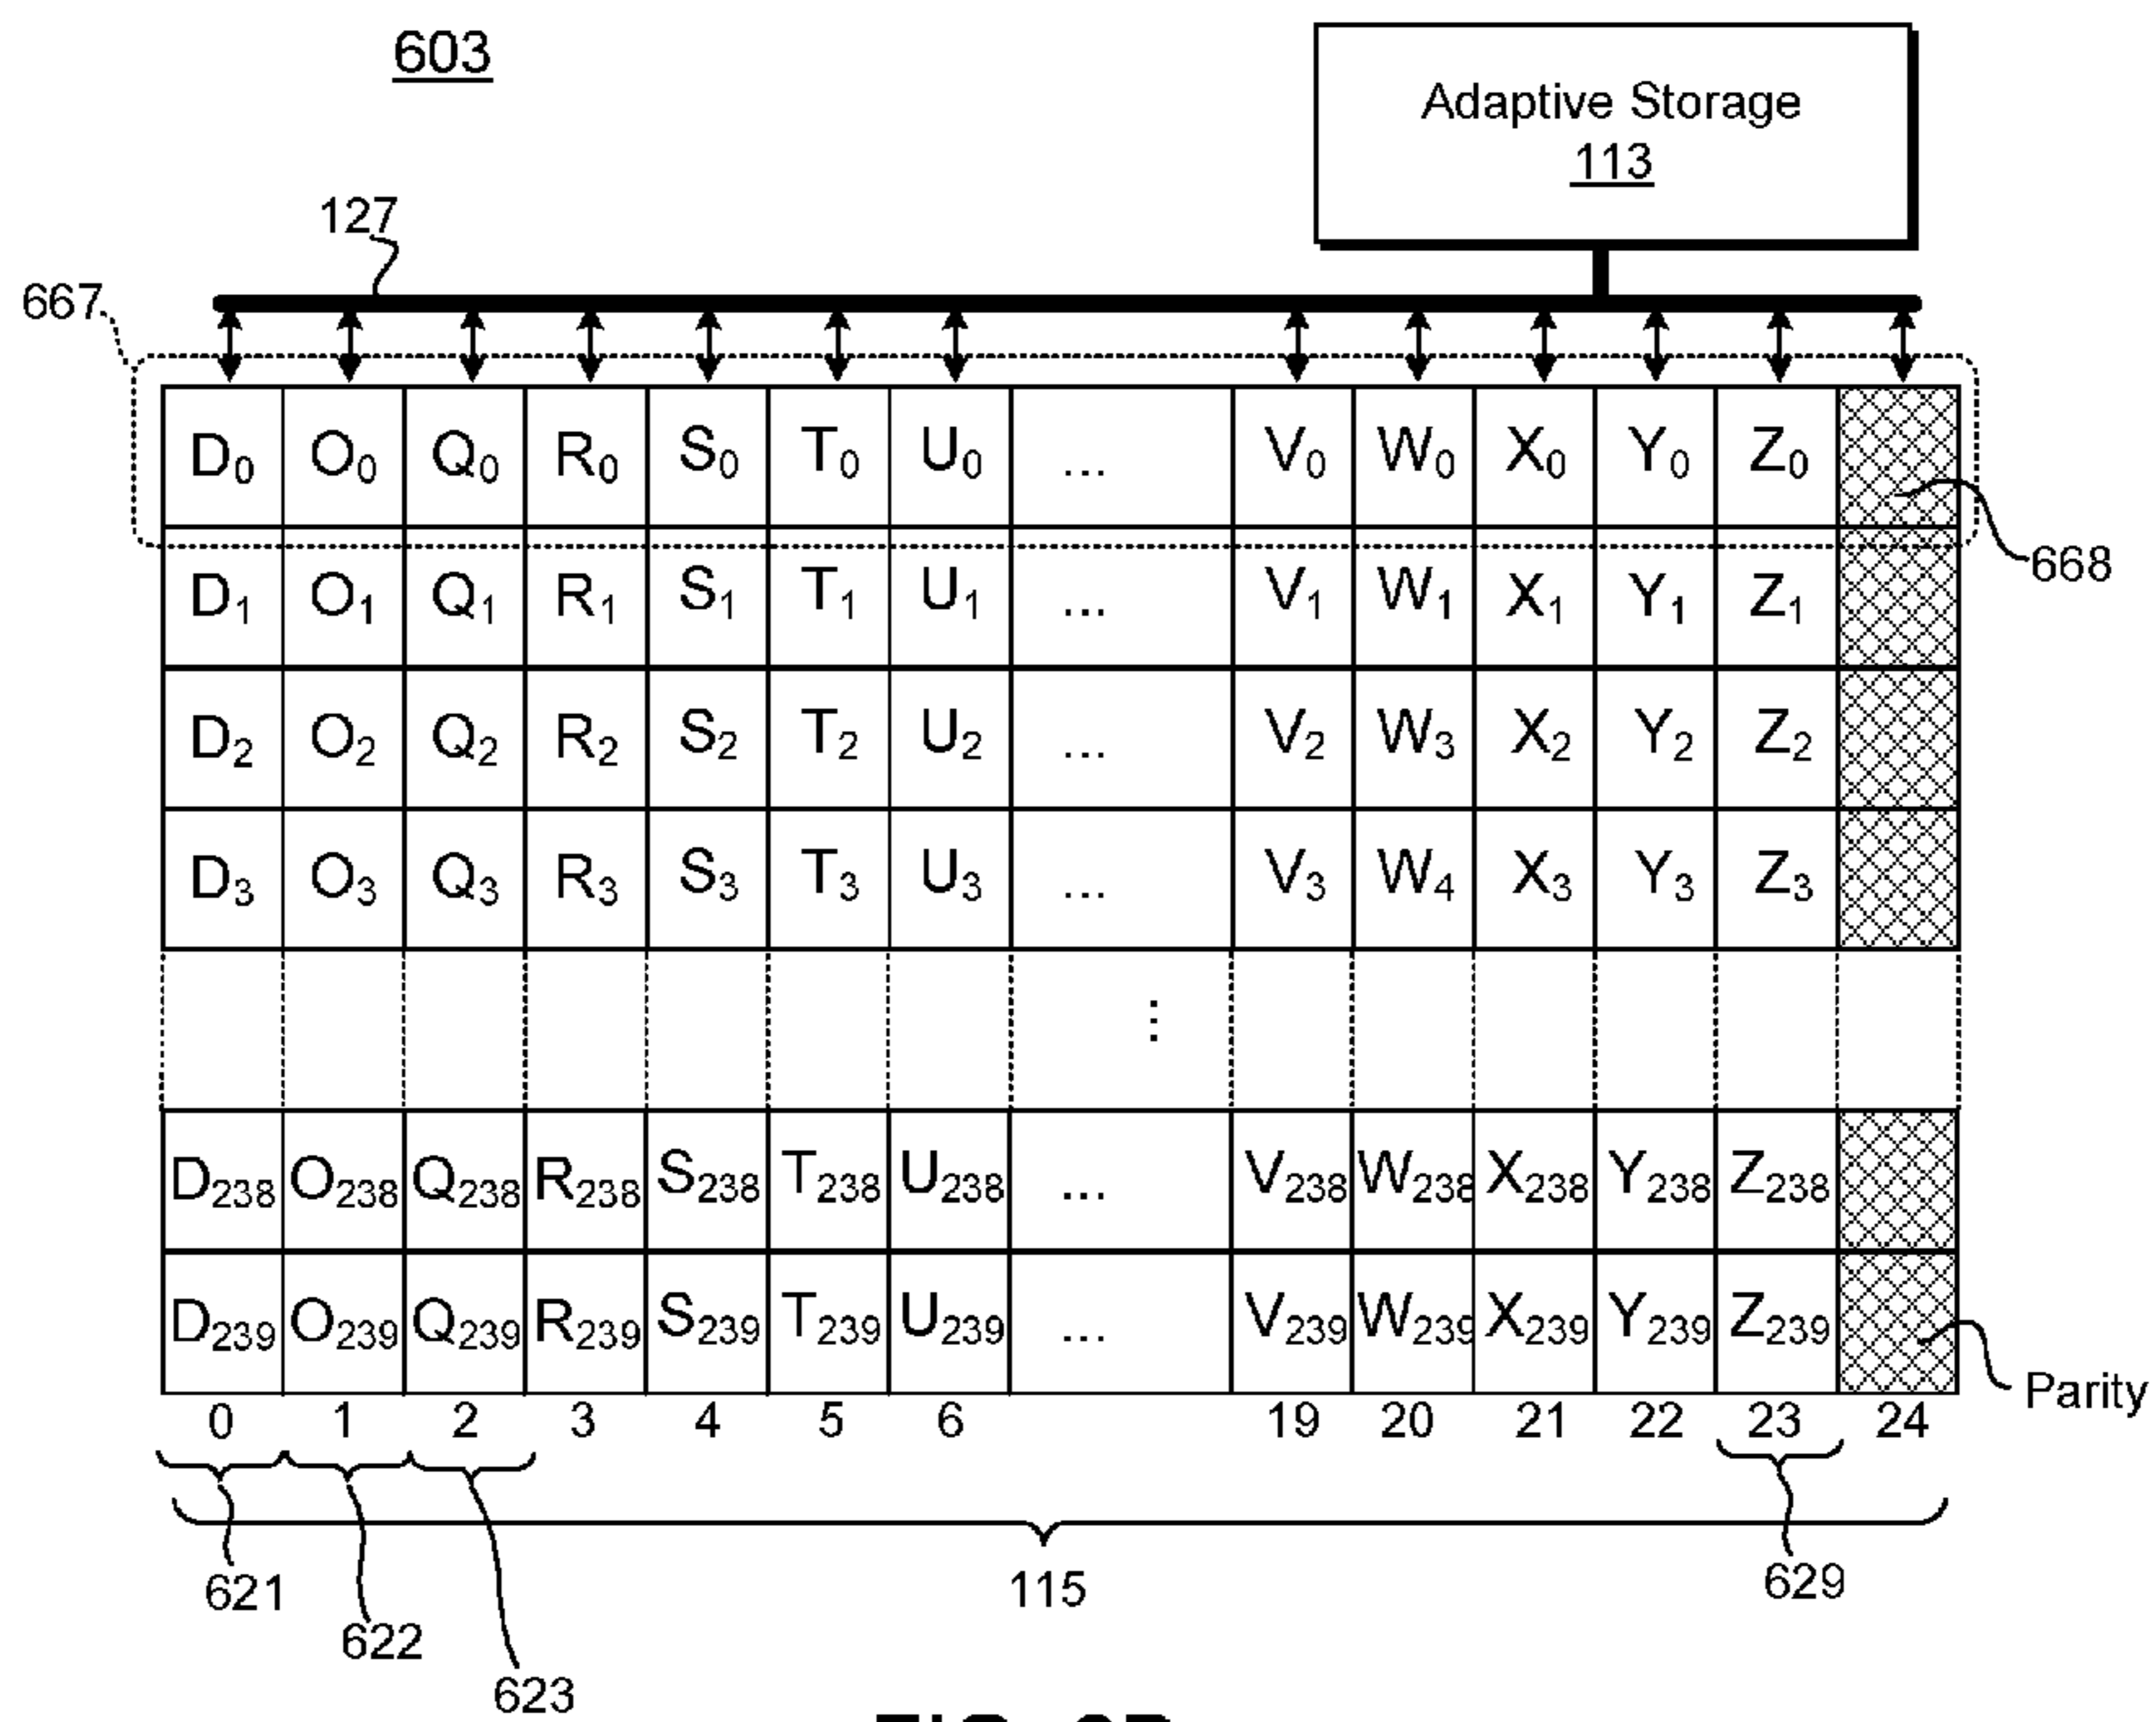 603
Adaptive Storage
113
127
667
D0 O0 Q0 R0 S0 T0 U0 ... V0 W0 X0 Y0 Z0
668
D1 O1 Q1 R1 S1 T1 U1 ... V1 W1 X1 Y1 Z1
D2 O2 Q2 R2 S2 T2 U2 ... V2 W3 X2 Y2 Z2
D3 O3 Q3 R3 S3 T3 U3 ... V3 W4 X3 Y3 Z3
...
D238 O238 Q238 R238 S238 T238 U238 ... V238 W238 X238 Y238 Z238
D239 O239 Q239 R239 S239 T239 U239 ... V239 W239 X239 Y239 Z239
Parity
0 1 2 3 4 5 6 19 20 21 22 23 24
621 115 629
622
623